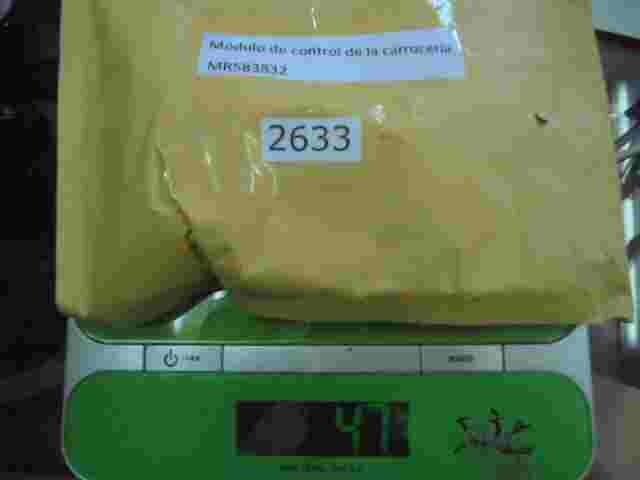 Modulo de control de la carroceria
MR583832
2633
47